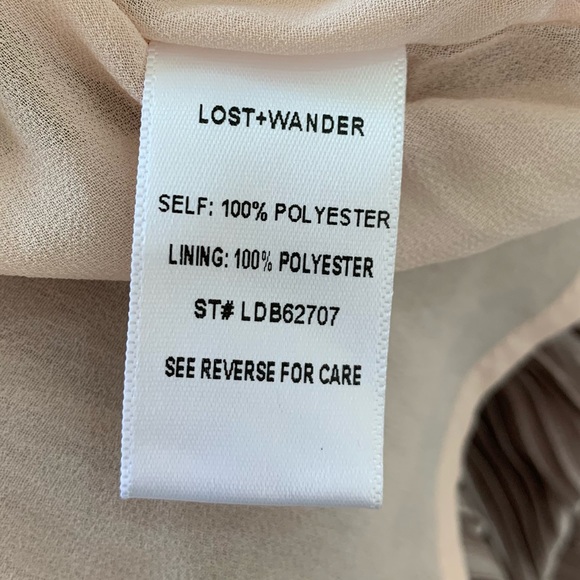 LOST+WANDER
SELF: 100% POLYESTER
LINING: 100% POLYESTER
ST# LDB62707
SEE REVERSE FOR CARE